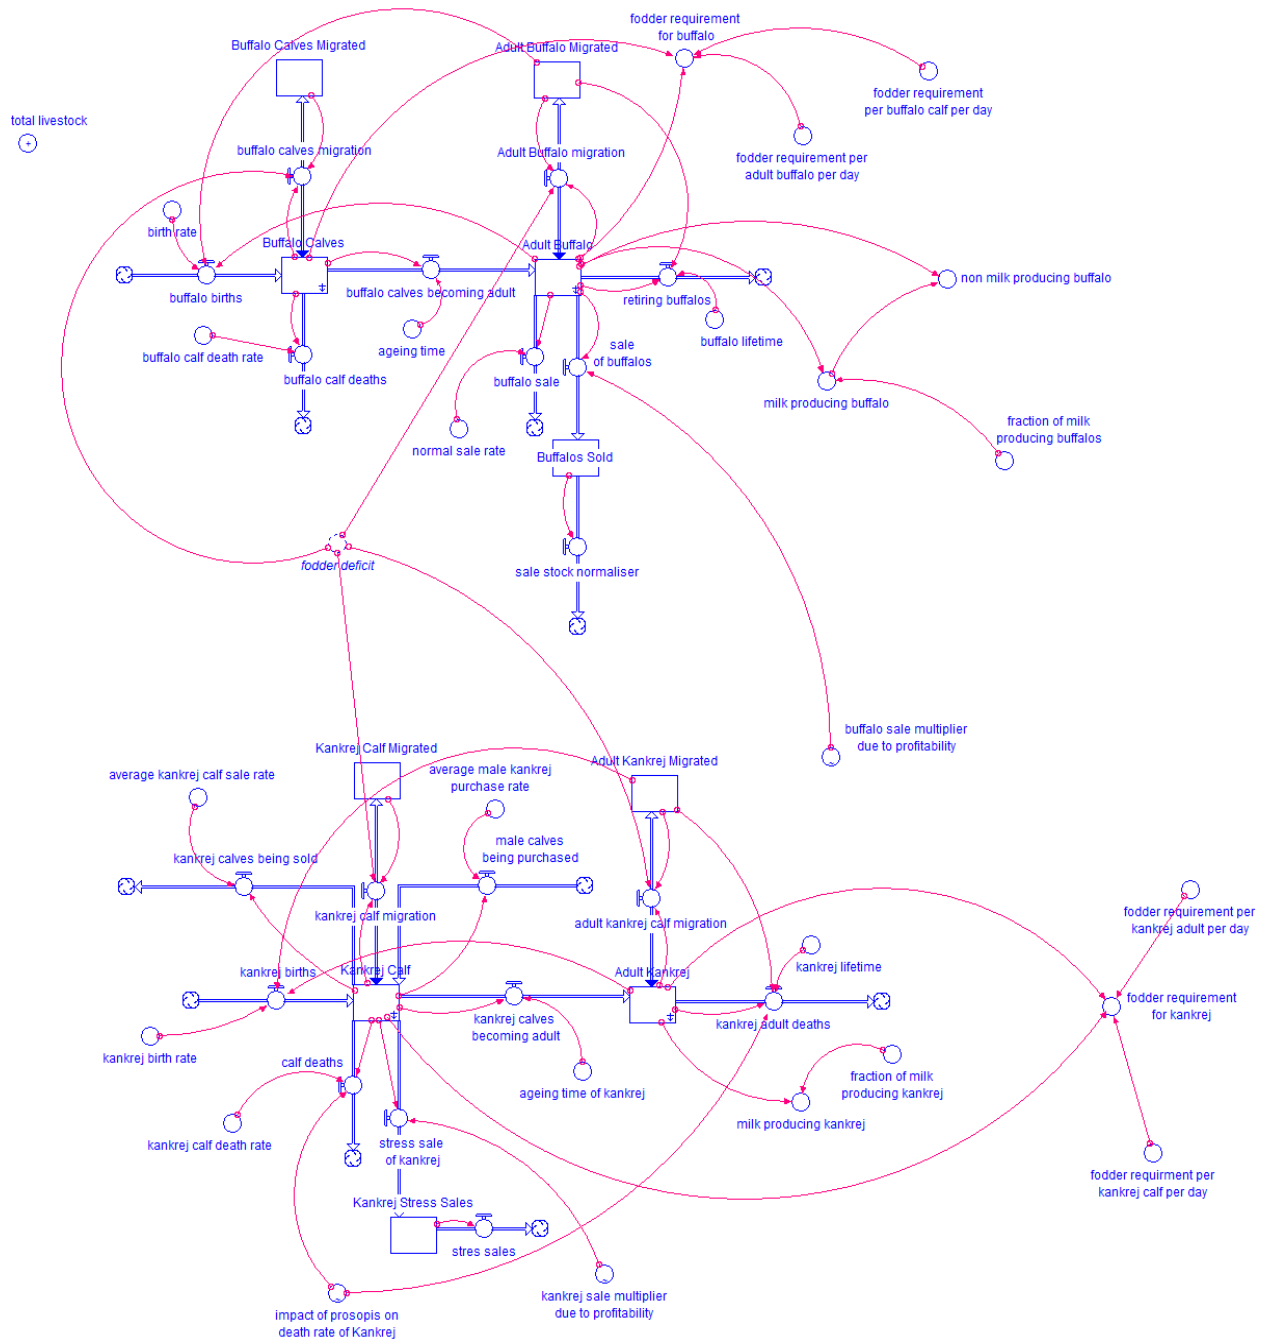 fodder requirement
for buffalo
Buffalo Calves Migrated
Adult Buffalo Migrated
fodder requirement
per buffalo calf per day
total livestock
buffalo calves migration
Adult Buffalo migration
fodder requirement per
adult buffalo per day
birth rate
Buffalo Calves
Adult Buffalo
buffalo births
buffalo calves becoming adult
retiring buffalos
non milk producing buffalo
buffalo calf death rate
ageing time
sale
of buffalos
buffalo lifetime
buffalo calf deaths
buffalo sale
milk producing buffalo
normal sale rate
fraction of milk
producing buffalos
Buffalos Sold
fodder deficit
sale stock normaliser
buffalo sale multiplier
due to profitability
Kankrej Calf Migrated
average kankrej calf sale rate
average male kankrej
purchase rate
Adult Kankrej Migrated
kankrej calves being sold
male calves
being purchased
kankrej calf migration
adult kankrej calf migration
fodder requirement per
kankrej adult per day
kankrej births
Kankrej Calf
Adult Kankrej
kankrej lifetime
kankrej calves
becoming adult
kankrej adult deaths
fodder requirement
for kankrej
kankrej birth rate
calf deaths
ageing time of kankrej
fraction of milk
producing kankrej
kankrej calf death rate
stress sale
of kankrej
milk producing kankrej
fodder requirment per
kankrej calf per day
Kankrej Stress Sales
stres sales
kankrej sale multiplier
due to profitability
impact of prosopis on
death rate of Kankrej